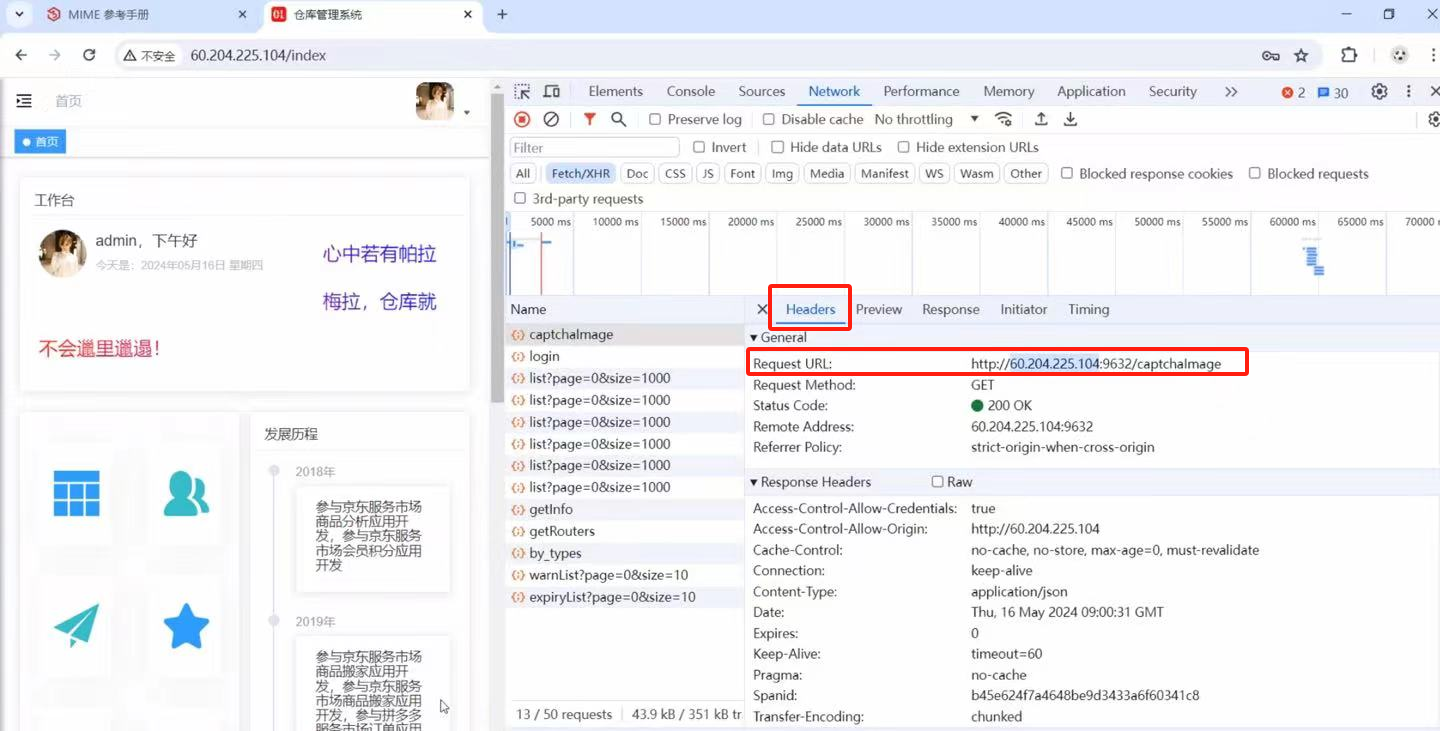 MIME 参考手册
仓库管理系统
不安全 60.204.225.104/index
首页
首页
工作台
admin，下午好
今天是：2024年05月16日 星期四
心中若有帕拉
梅拉，仓库就
不会邋里邋遢！
发展历程
2018年
参与京东服务市场
商品分析应用开
发，参与京东服务
市场会员积分应用
开发
2019年
参与京东服务市场
商品搬家应用开
发，参与京东服务
市场商品搬家应用
开发，参与拼多多
服务市场订单应用
Elements Console Sources Network Performance Memory Application Security 2 30
Preserve log Disable cache No throttling
Filter Invert Hide data URLs Hide extension URLs
All Fetch/XHR Doc CSS JS Font Img Media Manifest WS Wasm Other Blocked response cookies Blocked requests
3rd-party requests
5000 ms 10000 ms 15000 ms 20000 ms 25000 ms 30000 ms 35000 ms 40000 ms 45000 ms 50000 ms 55000 ms 60000 ms 65000 ms 70000
Name
captchaImage
login
list?page=0&size=1000
list?page=0&size=1000
list?page=0&size=1000
list?page=0&size=1000
list?page=0&size=1000
list?page=0&size=1000
getInfo
getRouters
by_types
warnList?page=0&size=10
expiryList?page=0&size=10
13 / 50 requests 43.9 kB / 351 kB tr
Headers Preview Response Initiator Timing
General
Request URL: http://60.204.225.104:9632/captchaImage
Request Method: GET
Status Code: 200 OK
Remote Address: 60.204.225.104:9632
Referrer Policy: strict-origin-when-cross-origin
Response Headers Raw
Access-Control-Allow-Credentials: true
Access-Control-Allow-Origin: http://60.204.225.104
Cache-Control: no-cache, no-store, max-age=0, must-revalidate
Connection: keep-alive
Content-Type: application/json
Date: Thu, 16 May 2024 09:00:31 GMT
Expires: 0
Keep-Alive: timeout=60
Pragma: no-cache
Spanid: b45e624f7a4648be9d3433a6f60341c8
Transfer-Encoding: chunked